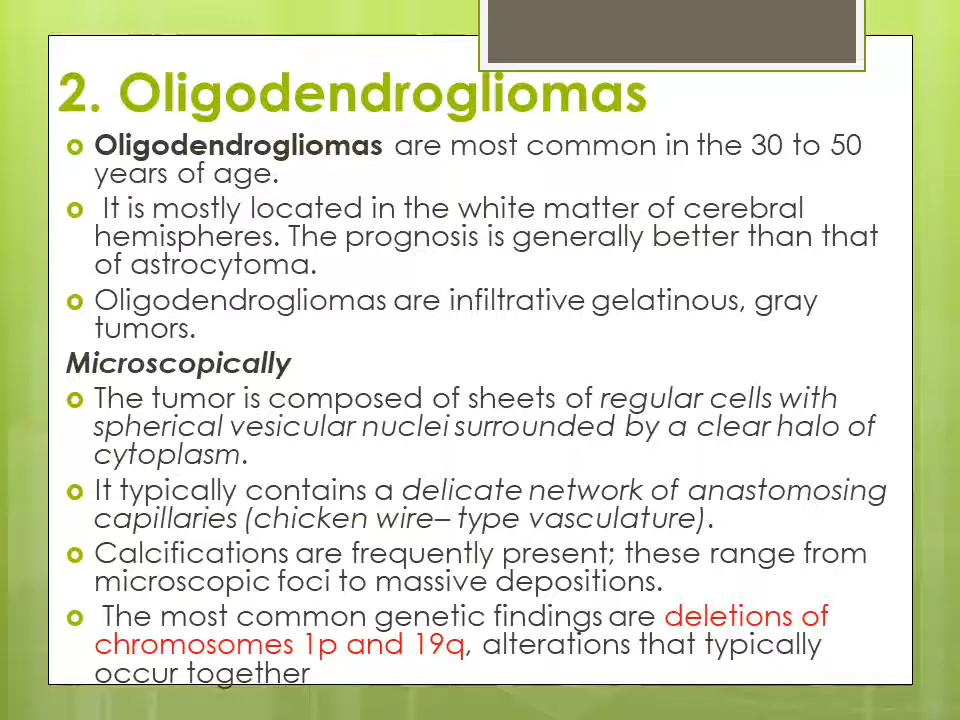 2. Oligodendrogliomas
Oligodendrogliomas are most common in the 30 to 50
years of age.
It is mostly located in the white matter of cerebral
hemispheres. The prognosis is generally better than that
of astrocytoma.
Oligodendrogliomas are infiltrative gelatinous, gray
tumors.
Microscopically
The tumor is composed of sheets of regular cells with
spherical vesicular nuclei surrounded by a clear halo of
cytoplasm.
It typically contains a delicate network of anastomosing
capillaries (chicken wire– type vasculature).
Calcifications are frequently present; these range from
microscopic foci to massive depositions.
The most common genetic findings are deletions of
chromosomes 1p and 19q, alterations that typically
occur together